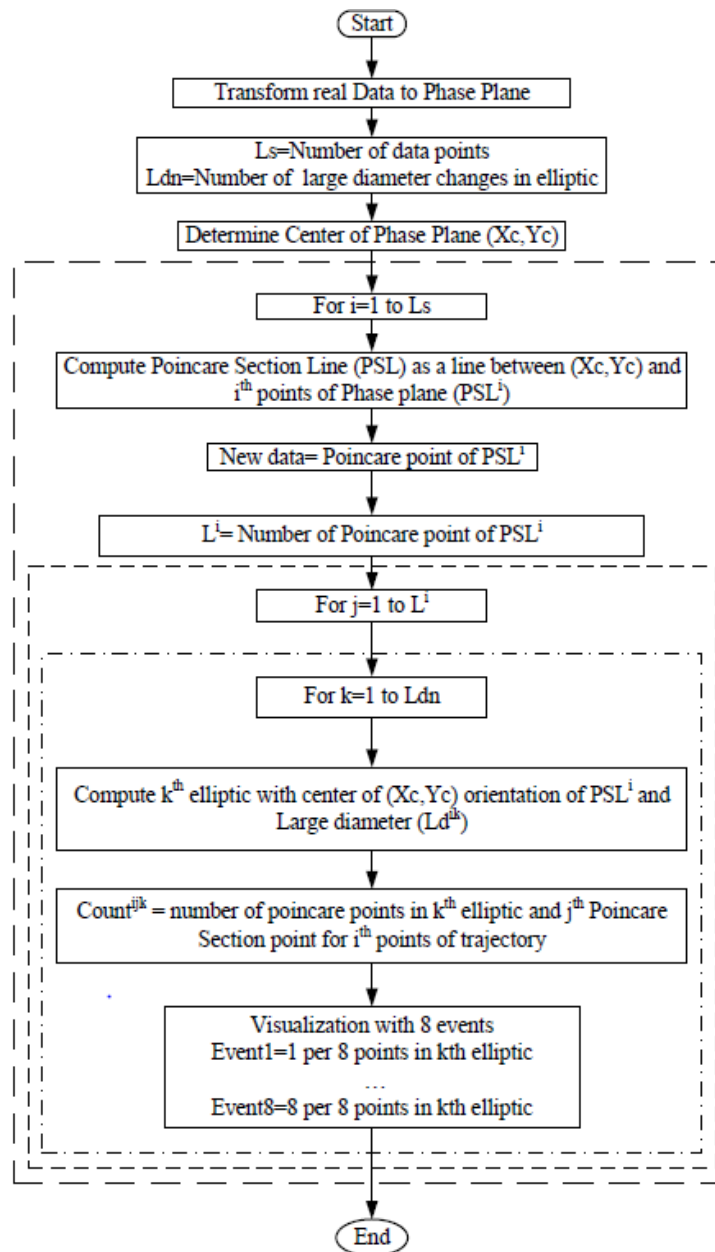 Start
Transform real Data to Phase Plane
Ls=Number of data points
Ldn=Number of large diameter changes in elliptic
Determine Center of Phase Plane (Xc,Yc)
For i=1 to Ls
Compute Poincare Section Line (PSL) as a line between (Xc,Yc) and
iᵗʰ points of Phase plane (PSLⁱ)
New data= Poincare point of PSLⁱ
Lⁱ= Number of Poincare point of PSLⁱ
For j=1 to Lⁱ
For k=1 to Ldn
Compute kᵗʰ elliptic with center of (Xc,Yc) orientation of PSLⁱ and
Large diameter (Ldⁱᵏ)
Countⁱʲᵏ = number of poincare points in kᵗʰ elliptic and jᵗʰ Poincare
Section point for iᵗʰ points of trajectory
Visualization with 8 events
Event1=1 per 8 points in kth elliptic
...
Event8=8 per 8 points in kth elliptic
End